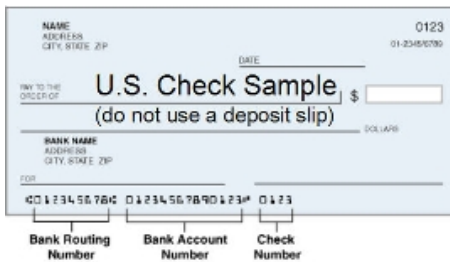 NAME
ADDRESS
CITY, STATE ZIP
0123
01-2345/6789
DATE
PAY TO THE
ORDER OF
U.S. Check Sample
$
(do not use a deposit slip)
DOLLARS
BANK NAME
ADDRESS
CITY, STATE ZIP
FOR
⑆012345678⑆ 01234567890123⑈ 0123
Bank Routing Number
Bank Account Number
Check Number